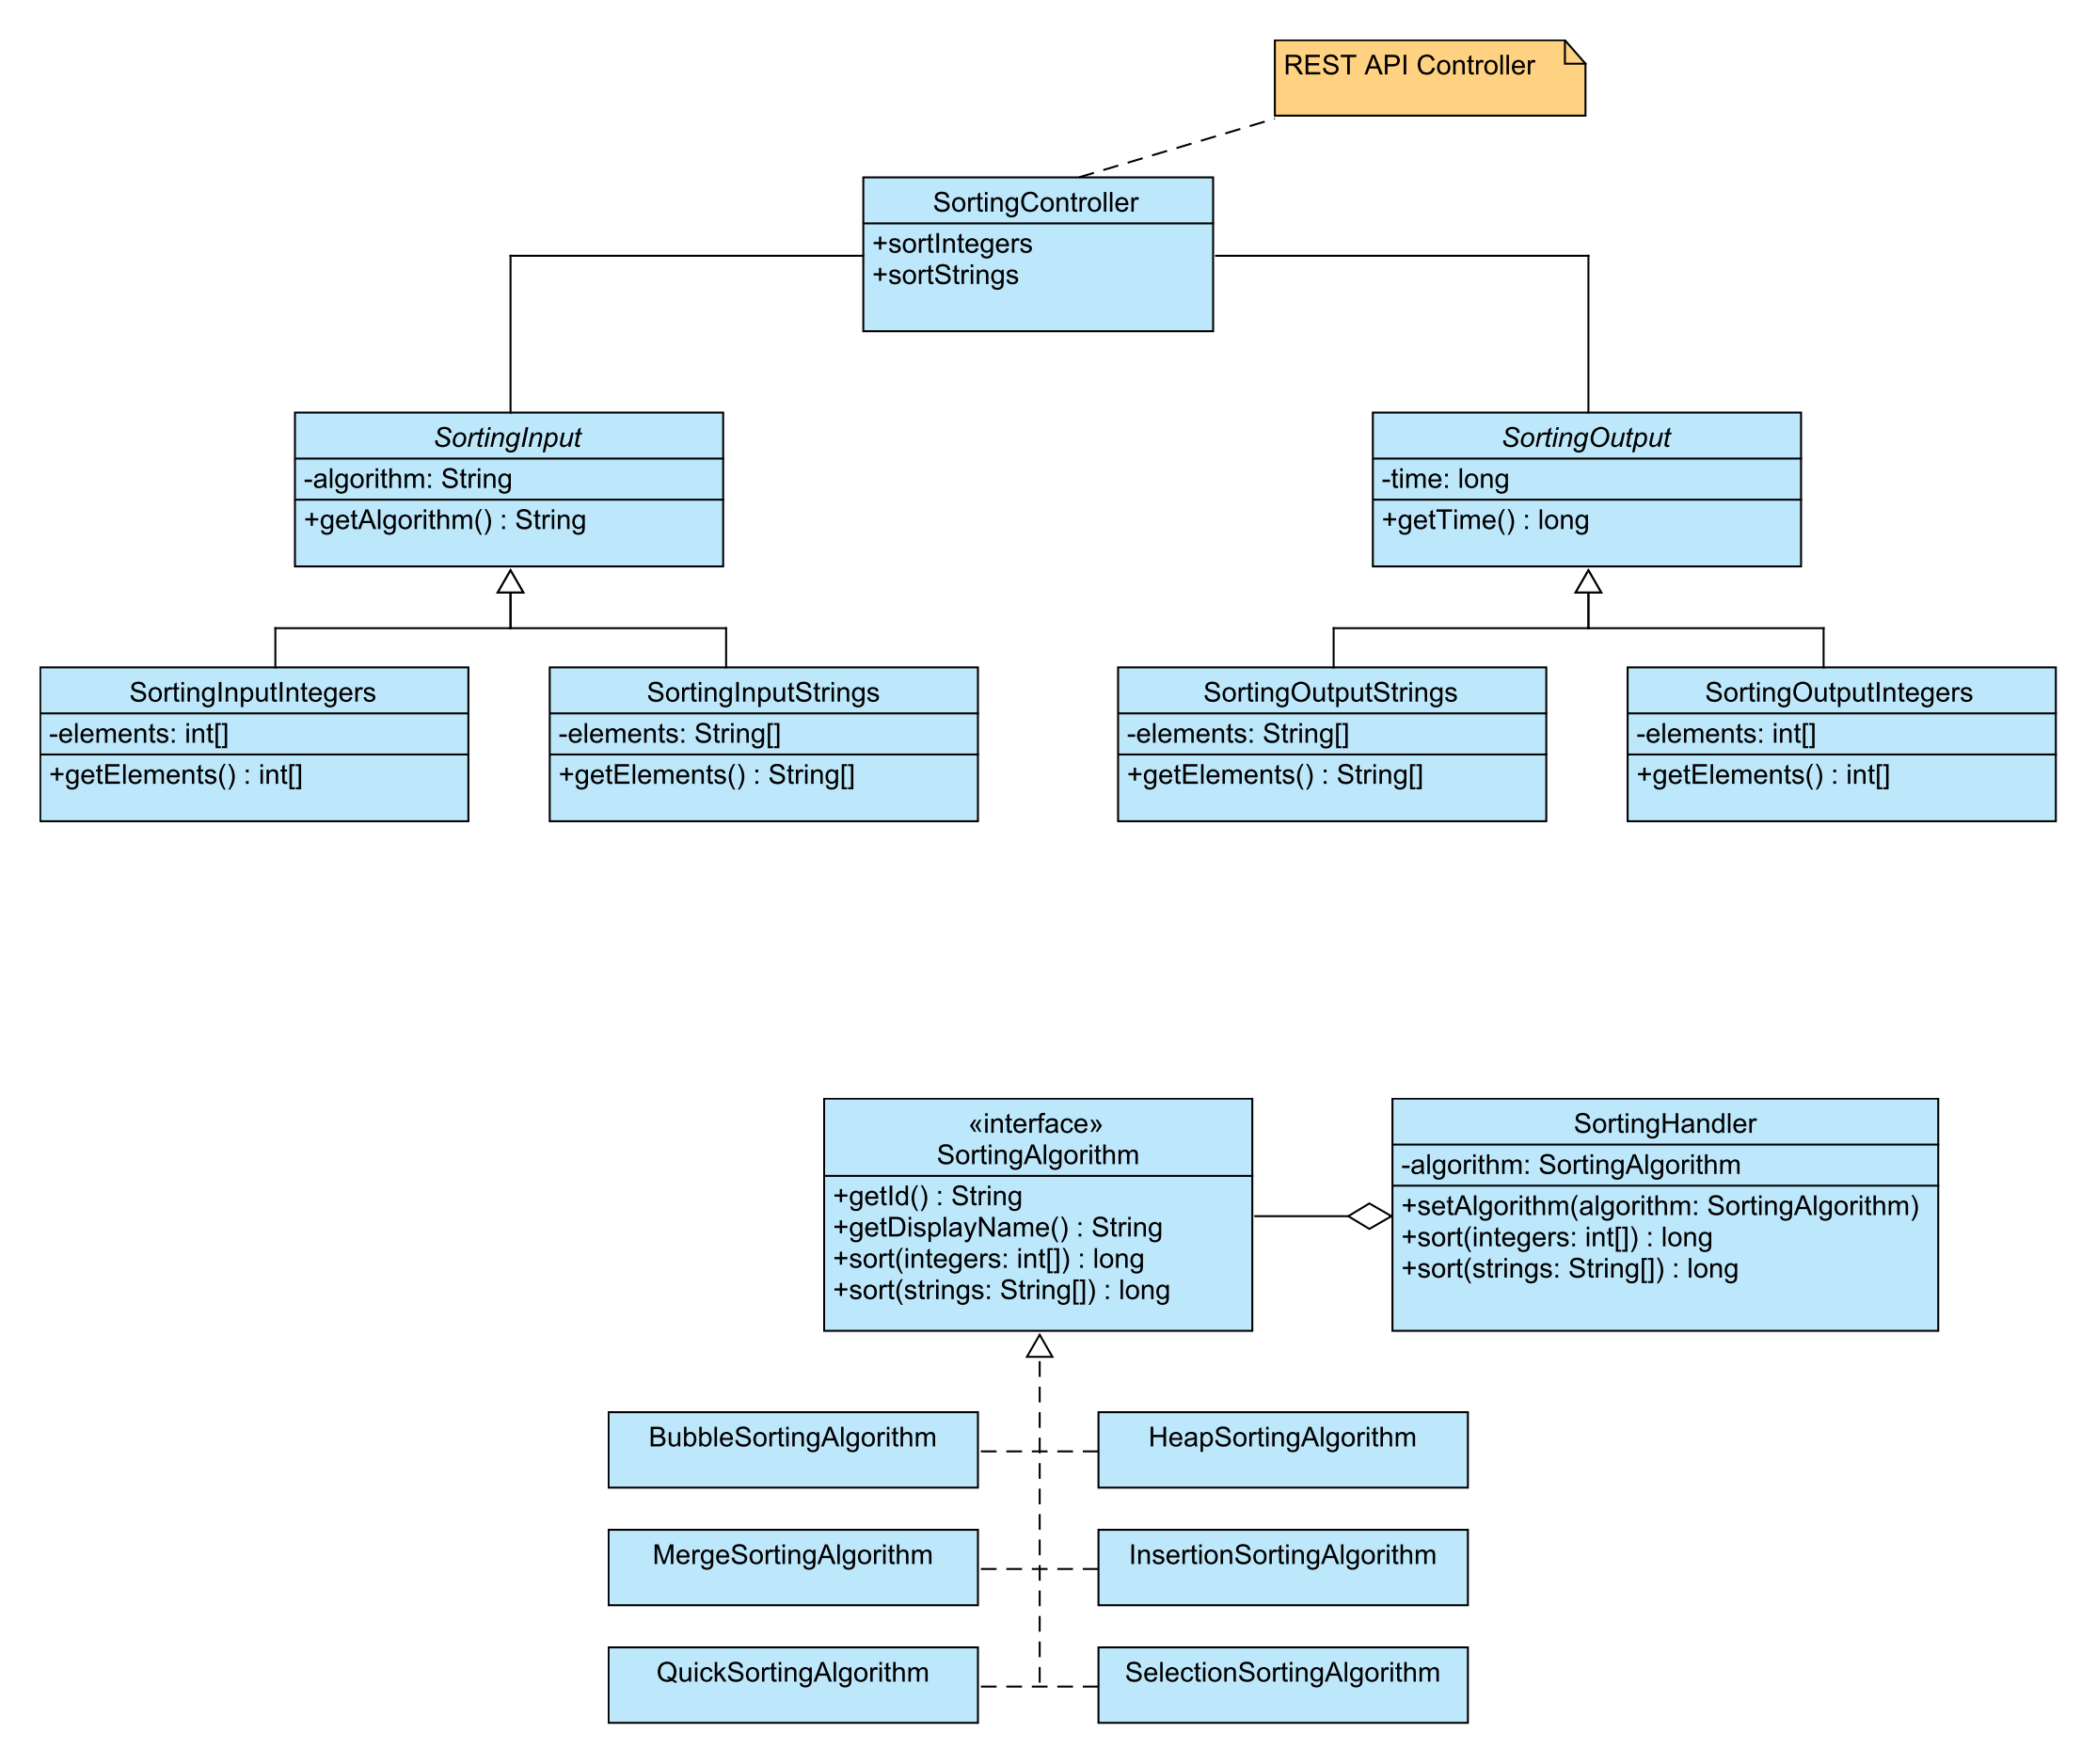 REST API Controller
SortingController
+sortIntegers
+sortStrings
SortingInput
-algorithm: String
+getAlgorithm() : String
SortingOutput
-time: long
+getTime() : long
SortingInputIntegers
-elements: int[]
+getElements() : int[]
SortingInputStrings
-elements: String[]
+getElements() : String[]
SortingOutputStrings
-elements: String[]
+getElements() : String[]
SortingOutputIntegers
-elements: int[]
+getElements() : int[]
«interface»
SortingAlgorithm
+getId() : String
+getDisplayName() : String
+sort(integers: int[]) : long
+sort(strings: String[]) : long
SortingHandler
-algorithm: SortingAlgorithm
+setAlgorithm(algorithm: SortingAlgorithm)
+sort(integers: int[]) : long
+sort(strings: String[]) : long
BubbleSortingAlgorithm
HeapSortingAlgorithm
MergeSortingAlgorithm
InsertionSortingAlgorithm
QuickSortingAlgorithm
SelectionSortingAlgorithm